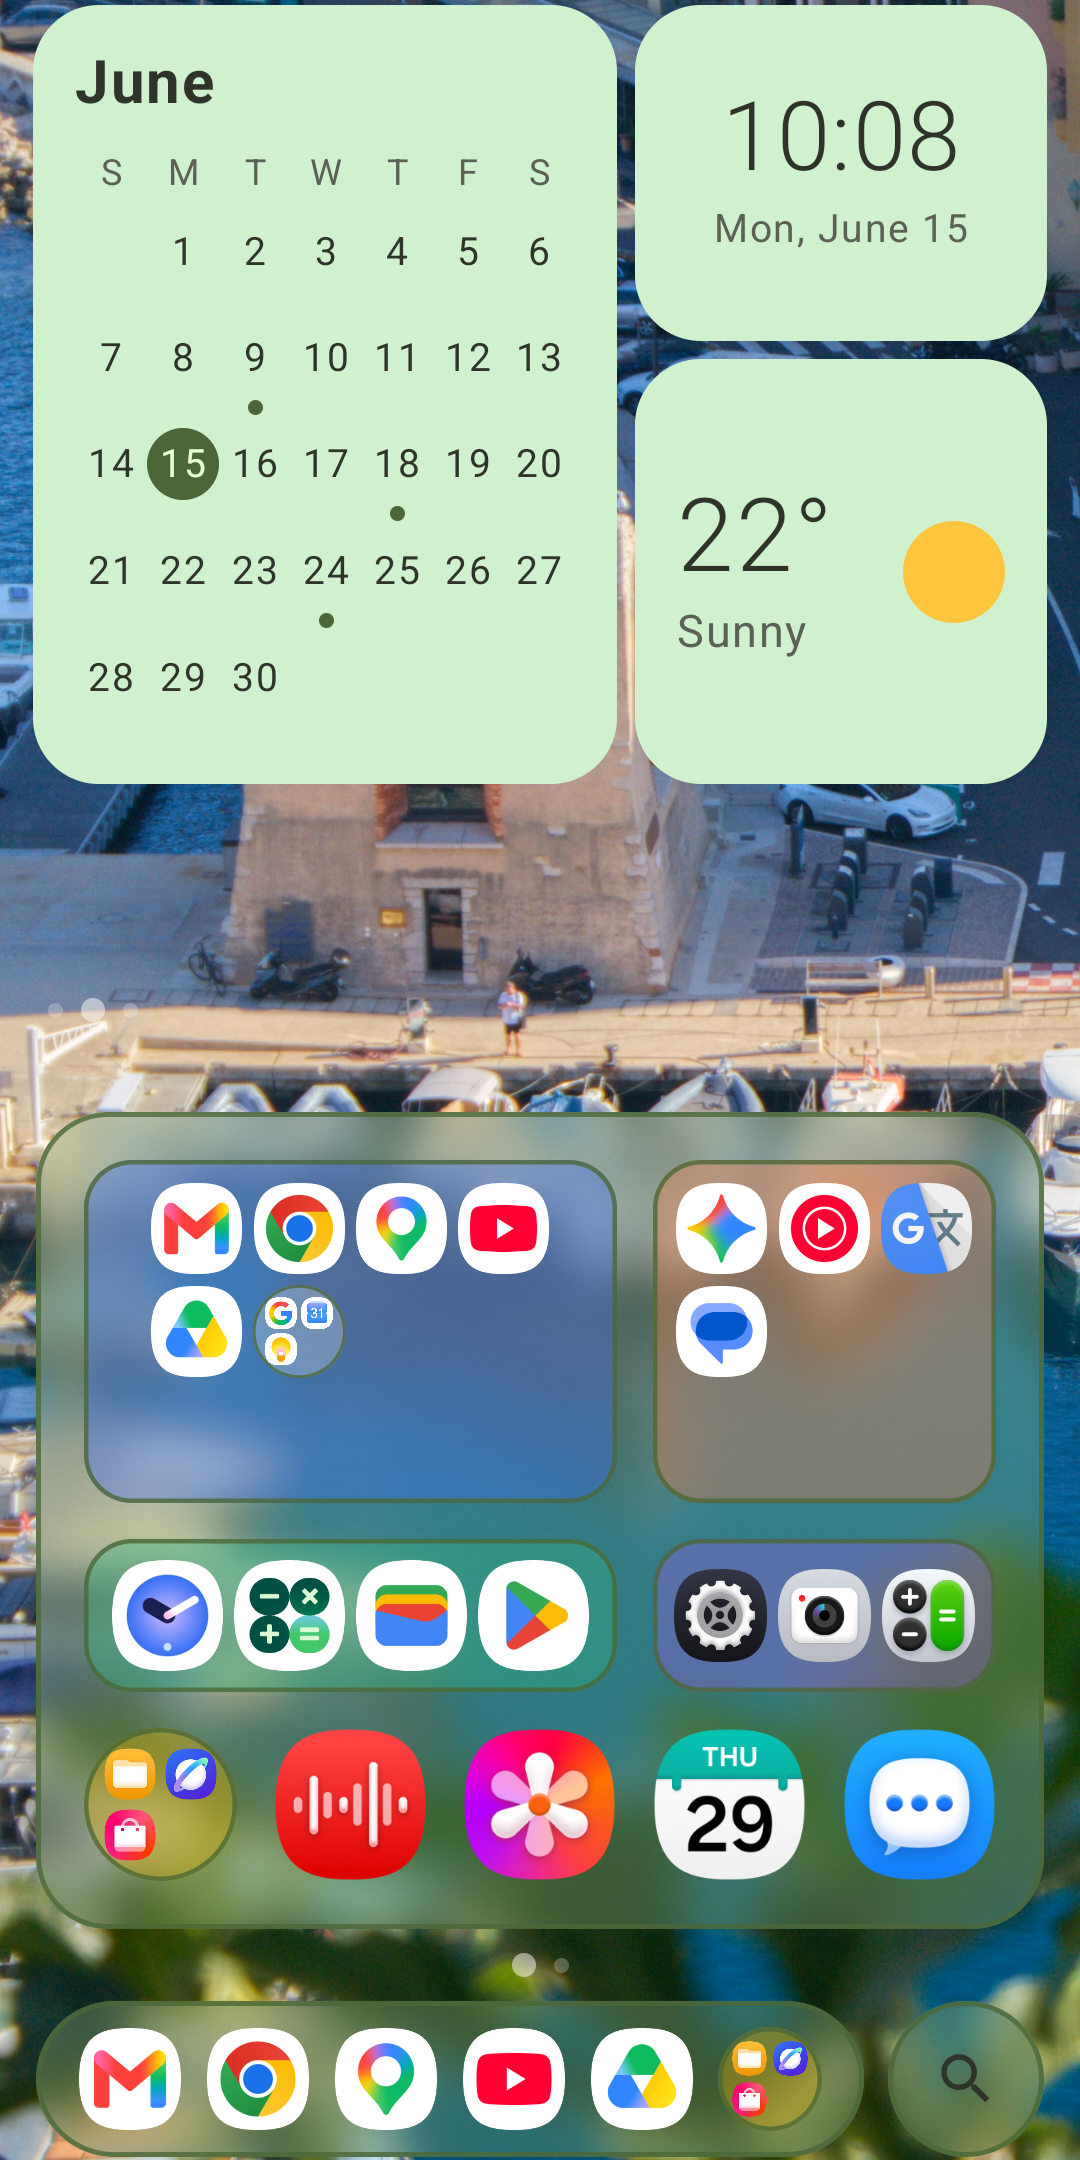 June
S M T W T F S
1 2 3 4 5 6
7 8 9 10 11 12 13
14 15 16 17 18 19 20
21 22 23 24 25 26 27
28 29 30
10:08
Mon, June 15
22°
Sunny
G 文
G 31
THU
29